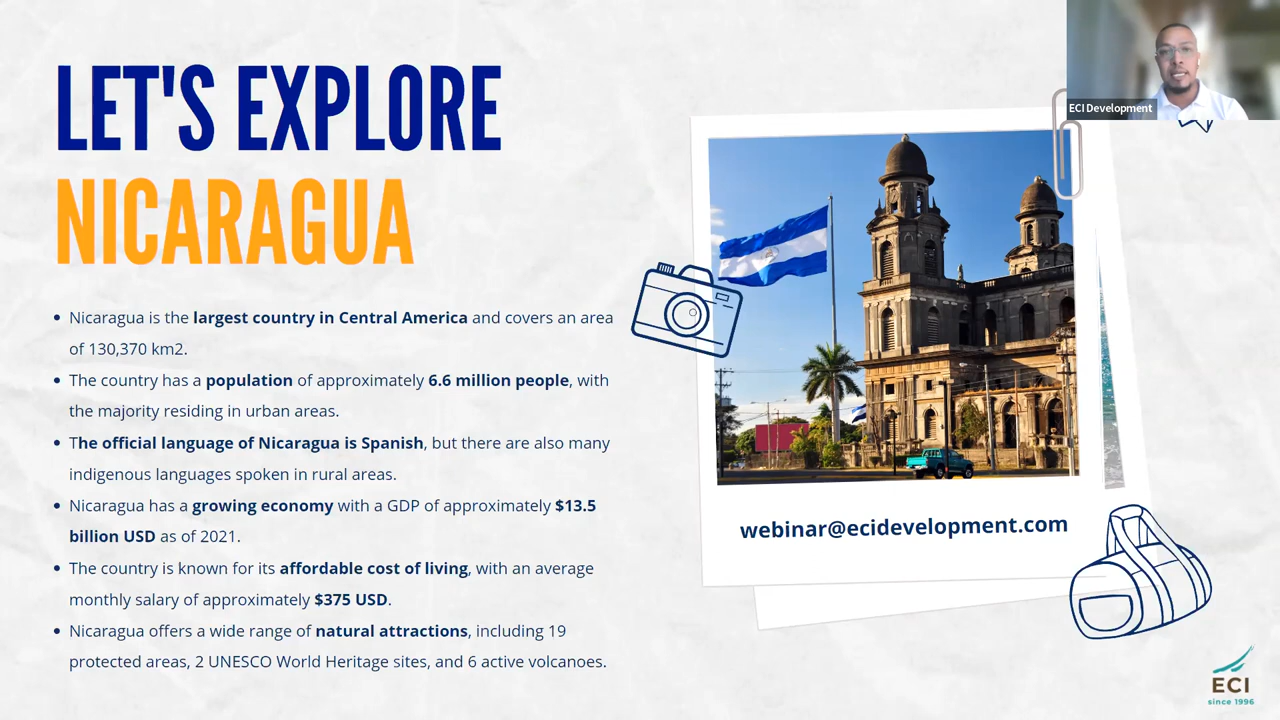 LET'S EXPLORE
NICARAGUA
Nicaragua is the largest country in Central America and covers an area
of 130,370 km2.
The country has a population of approximately 6.6 million people, with
the majority residing in urban areas.
The official language of Nicaragua is Spanish, but there are also many
indigenous languages spoken in rural areas.
Nicaragua has a growing economy with a GDP of approximately $13.5
billion USD as of 2021.
The country is known for its affordable cost of living, with an average
monthly salary of approximately $375 USD.
Nicaragua offers a wide range of natural attractions, including 19
protected areas, 2 UNESCO World Heritage sites, and 6 active volcanoes.
ECI Development
webinar@ecidevelopment.com
ECI
since 1996